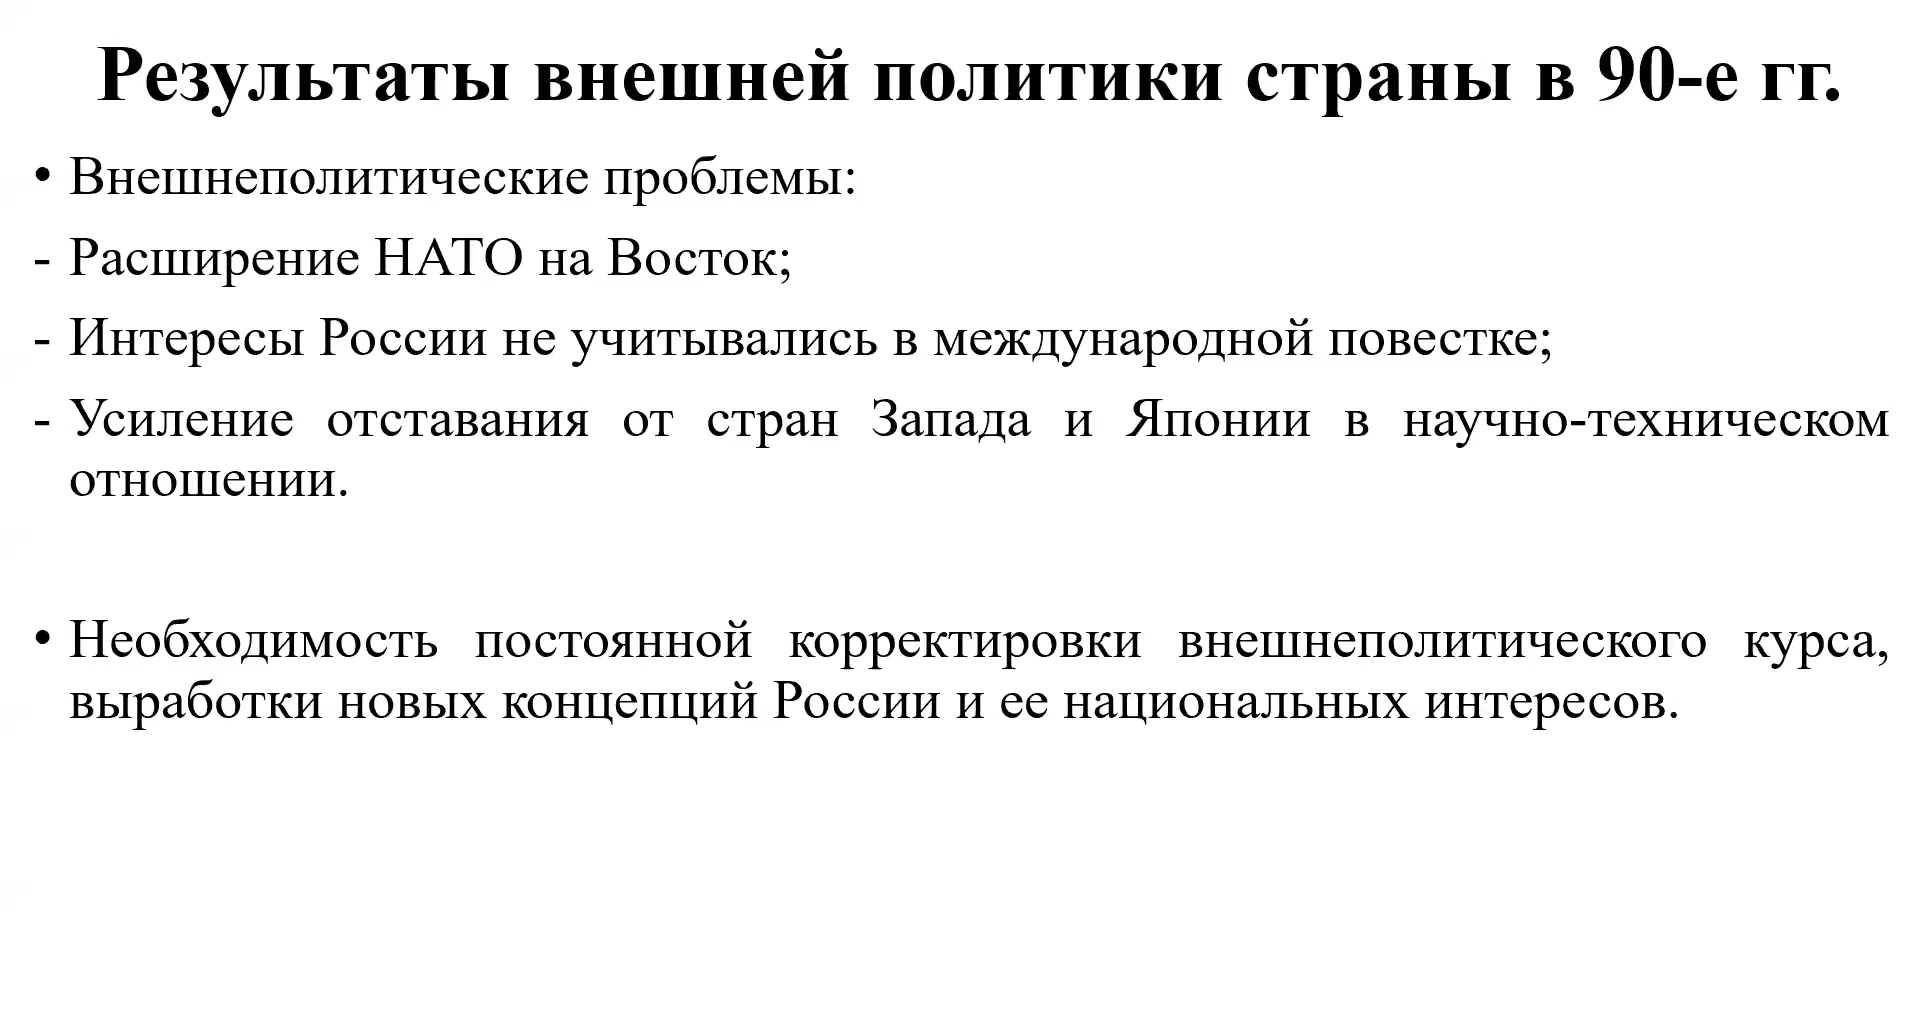 Результаты внешней политики страны в 90-е гг.
• Внешнеполитические проблемы:
- Расширение НАТО на Восток;
- Интересы России не учитывались в международной повестке;
- Усиление отставания от стран Запада и Японии в научно-техническом
отношении.
• Необходимость постоянной корректировки внешнеполитического курса,
выработки новых концепций России и ее национальных интересов.